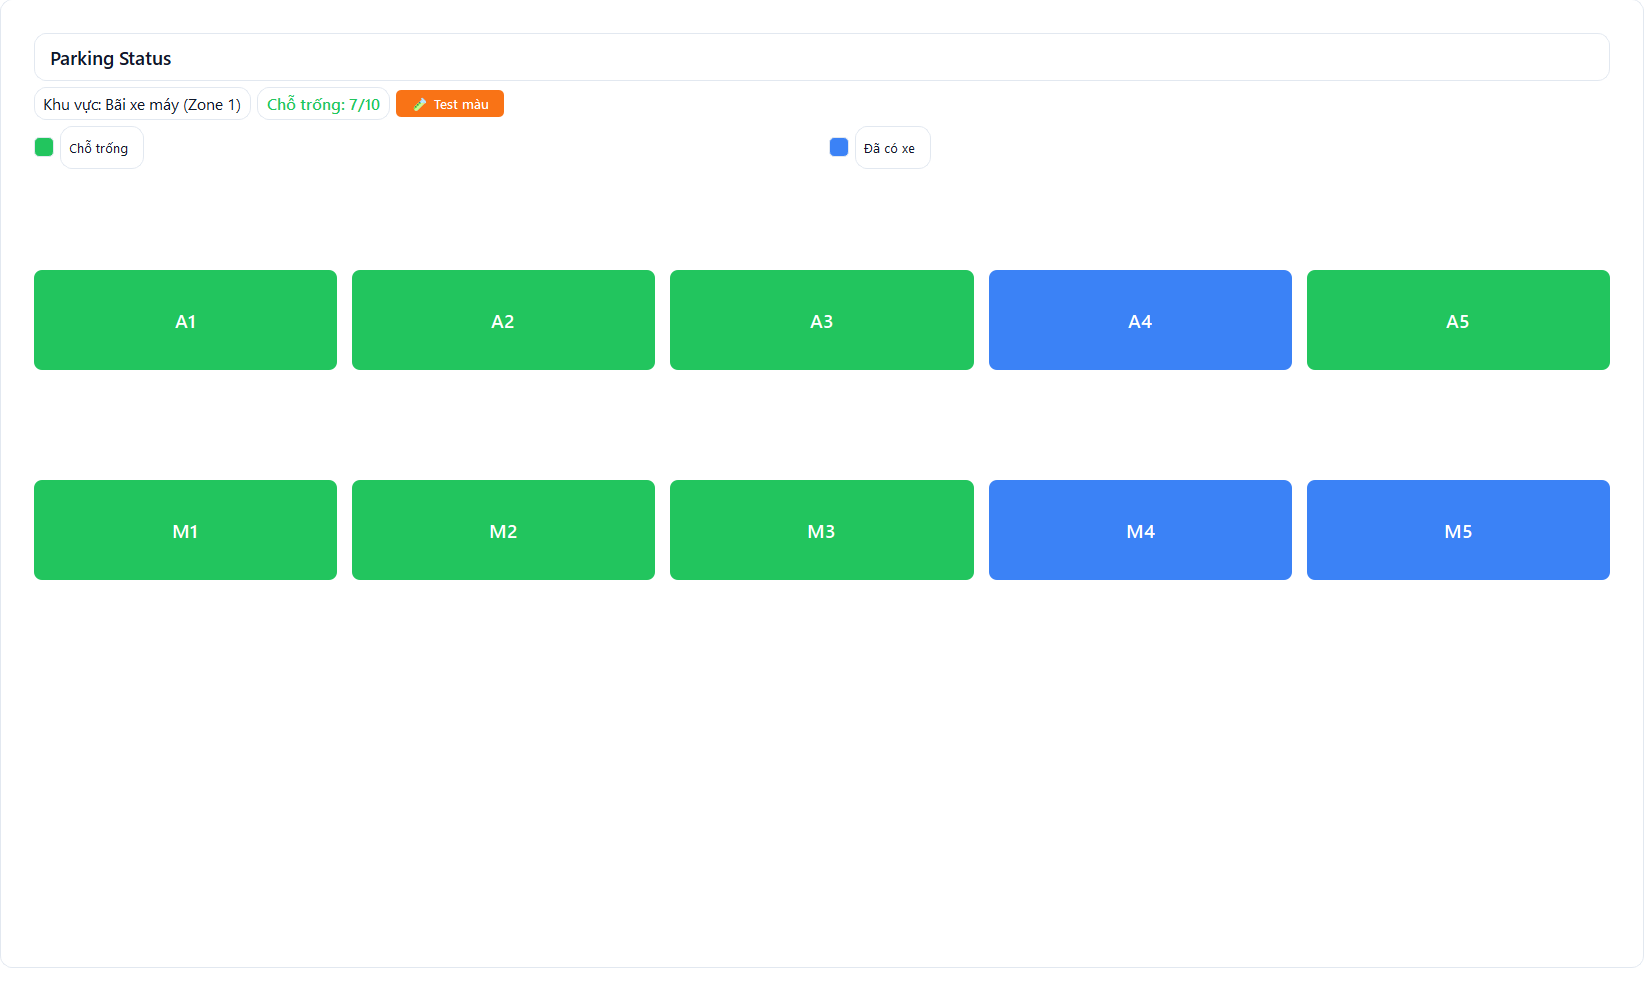 Parking Status
Khu vực: Bãi xe máy (Zone 1) Chỗ trống: 7/10 Test màu
Chỗ trống Đã có xe
A1 A2 A3 A4 A5
M1 M2 M3 M4 M5